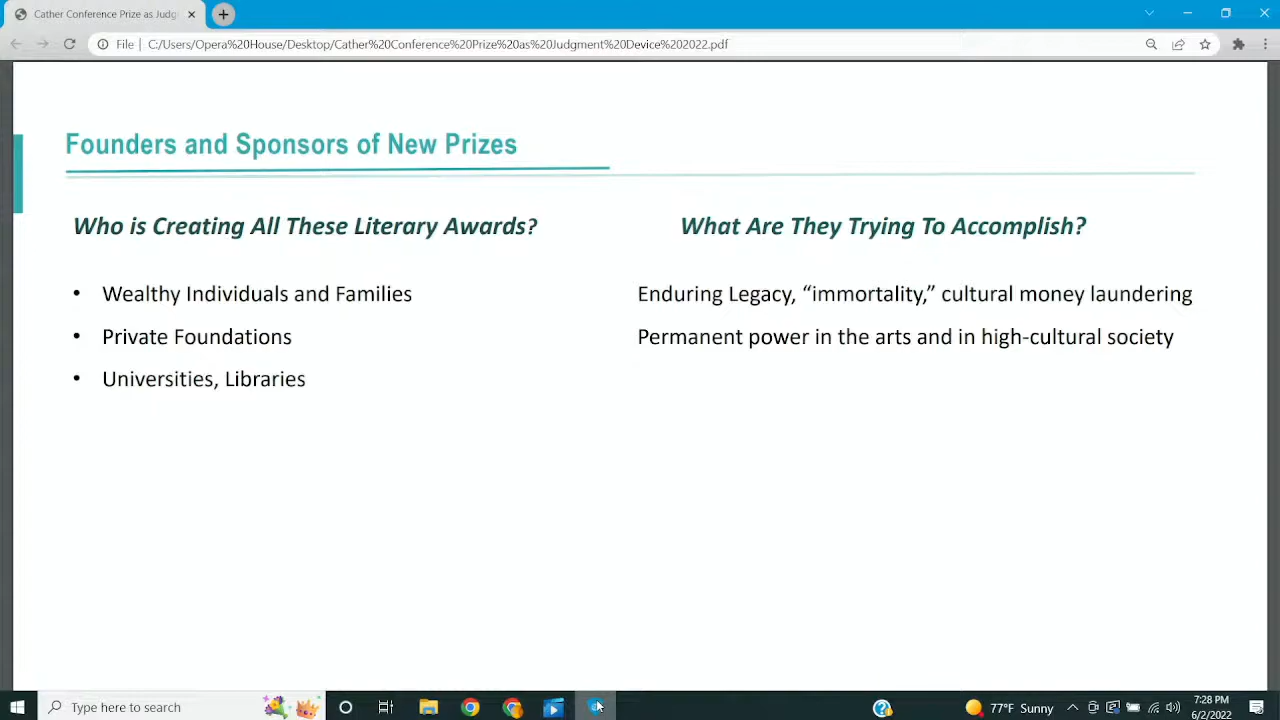 Cather Conference Prize as Judg
File
C:/Users/Opera%20House/Desktop/Cather%20Conference%20Prize%20as%20Judgment%20Device%202022.pdf
Founders and Sponsors of New Prizes
Who is Creating All These Literary Awards?
What Are They Trying To Accomplish?
• Wealthy Individuals and Families
Enduring Legacy, “immortality,” cultural money laundering
• Private Foundations
Permanent power in the arts and in high-cultural society
• Universities, Libraries
Type here to search
77°F Sunny
7:28 PM
6/2/2022